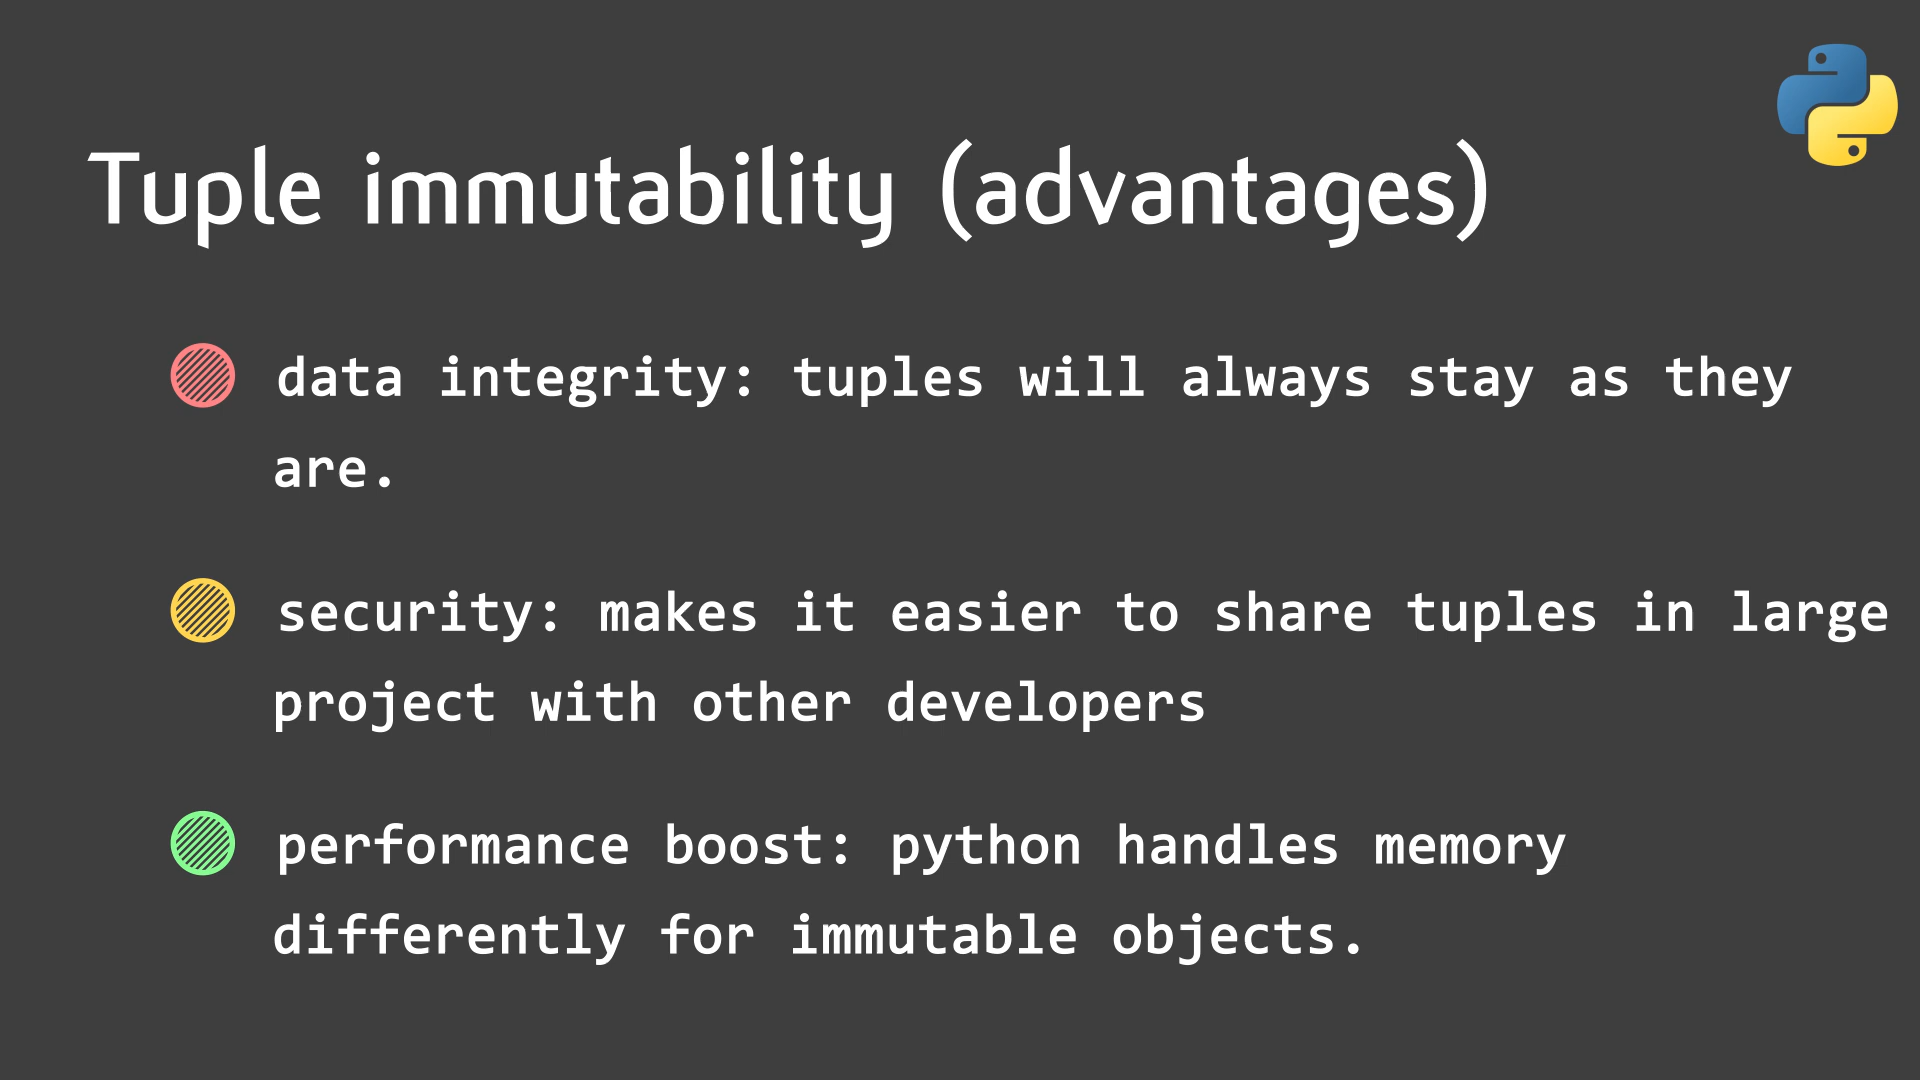 Tuple immutability (advantages)
data integrity: tuples will always stay as they
are.
security: makes it easier to share tuples in large
project with other developers
performance boost: python handles memory
differently for immutable objects.